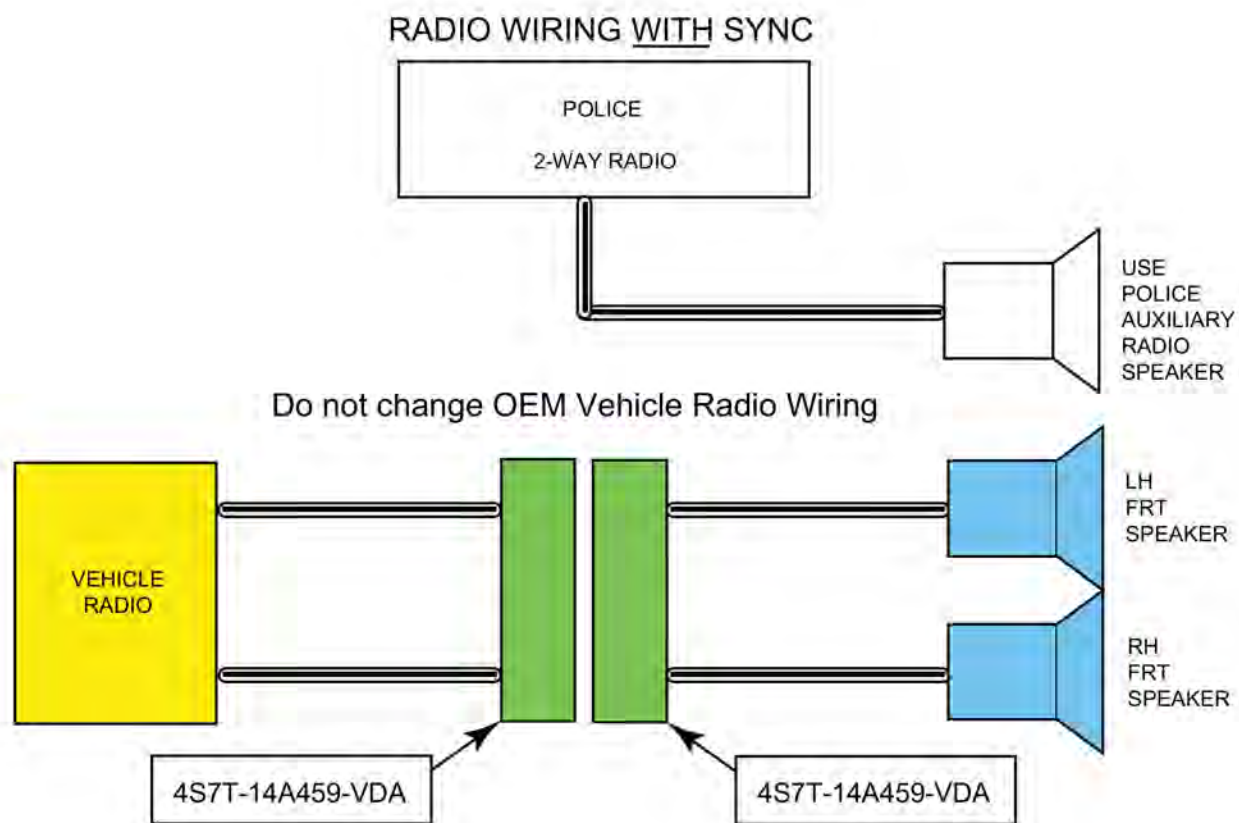 RADIO WIRING WITH SYNC
POLICE
2-WAY RADIO
USE
POLICE
AUXILIARY
RADIO
SPEAKER
Do not change OEM Vehicle Radio Wiring
VEHICLE
RADIO
LH
FRT
SPEAKER
RH
FRT
SPEAKER
4S7T-14A459-VDA
4S7T-14A459-VDA